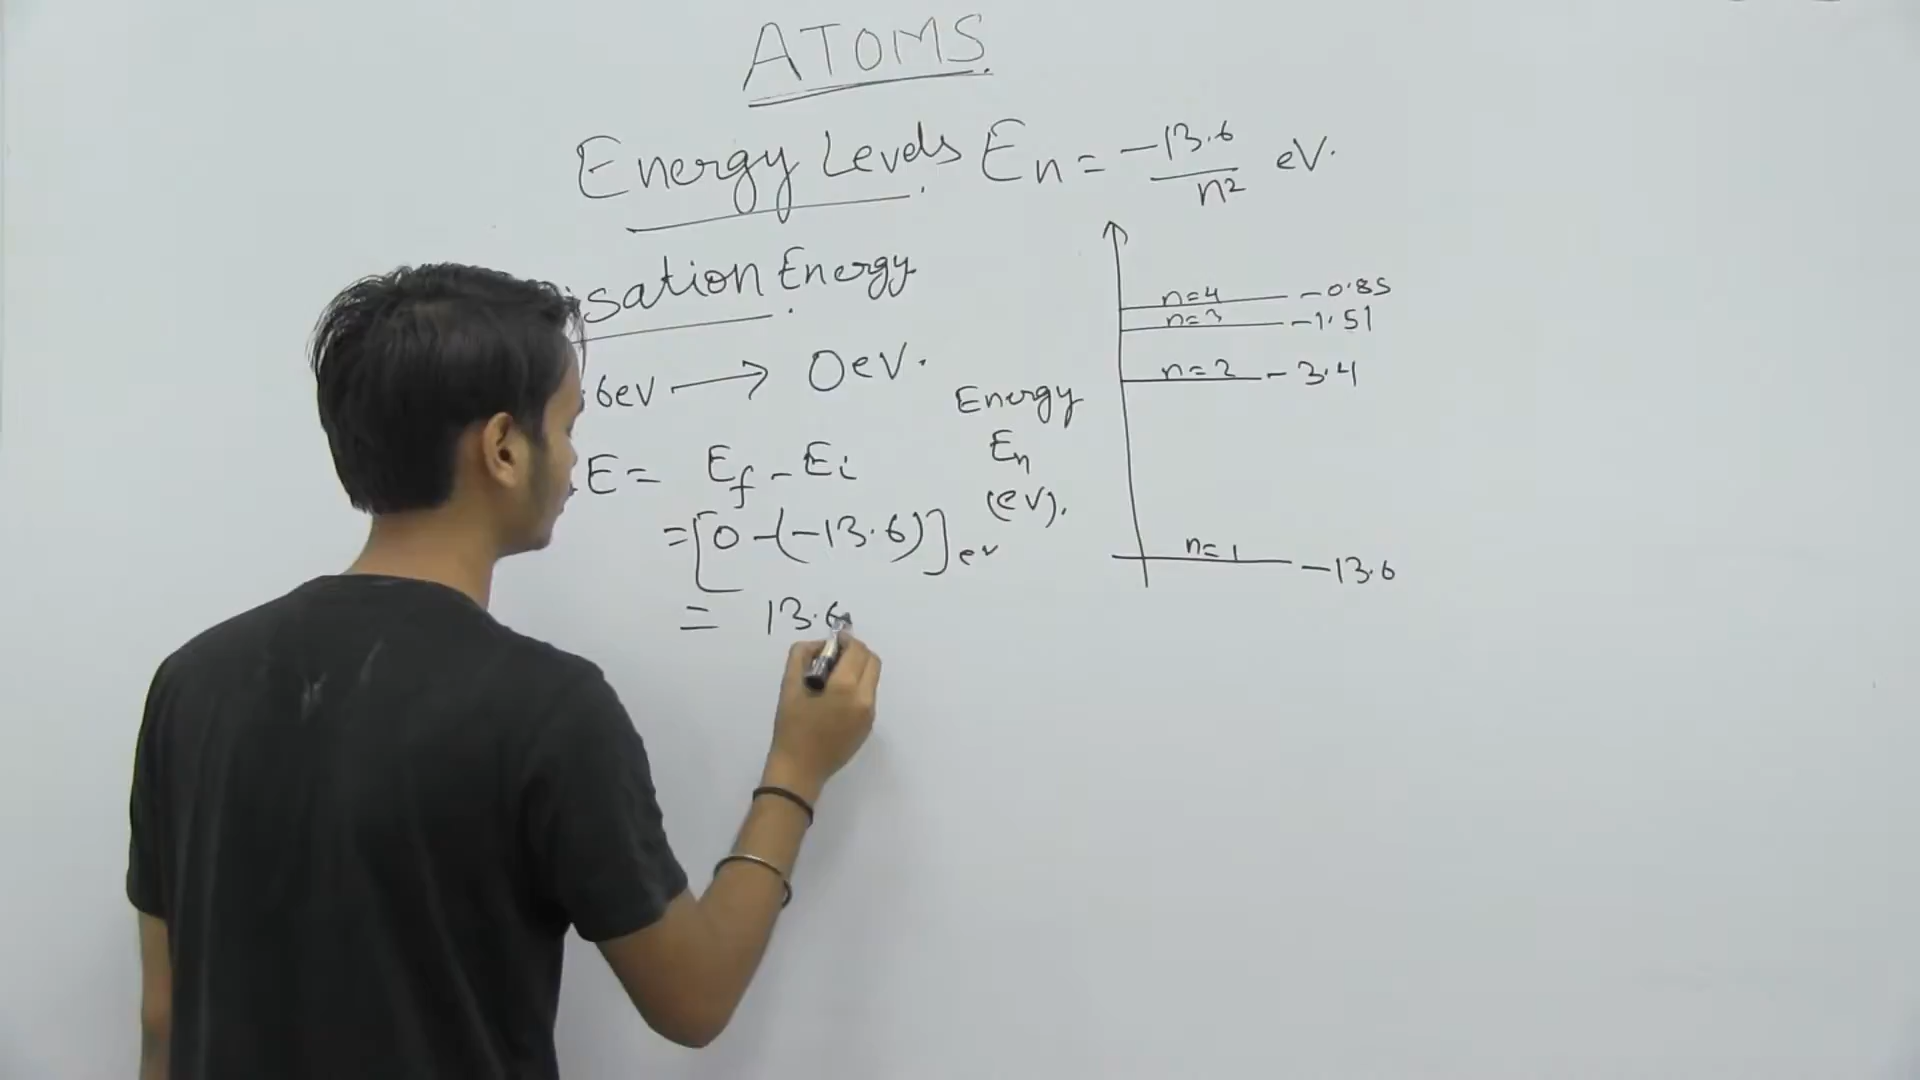 ATOMS.
Energy Levels. En = -13.6/n² eV.
isation Energy.
.6eV → 0eV.
E = Ef - Ei
= [0 - (-13.6)] eV
= 13.6
Energy
En
(eV).
n=4 -0.85
n=3 -1.51
n=2 -3.4
n=1 -13.6